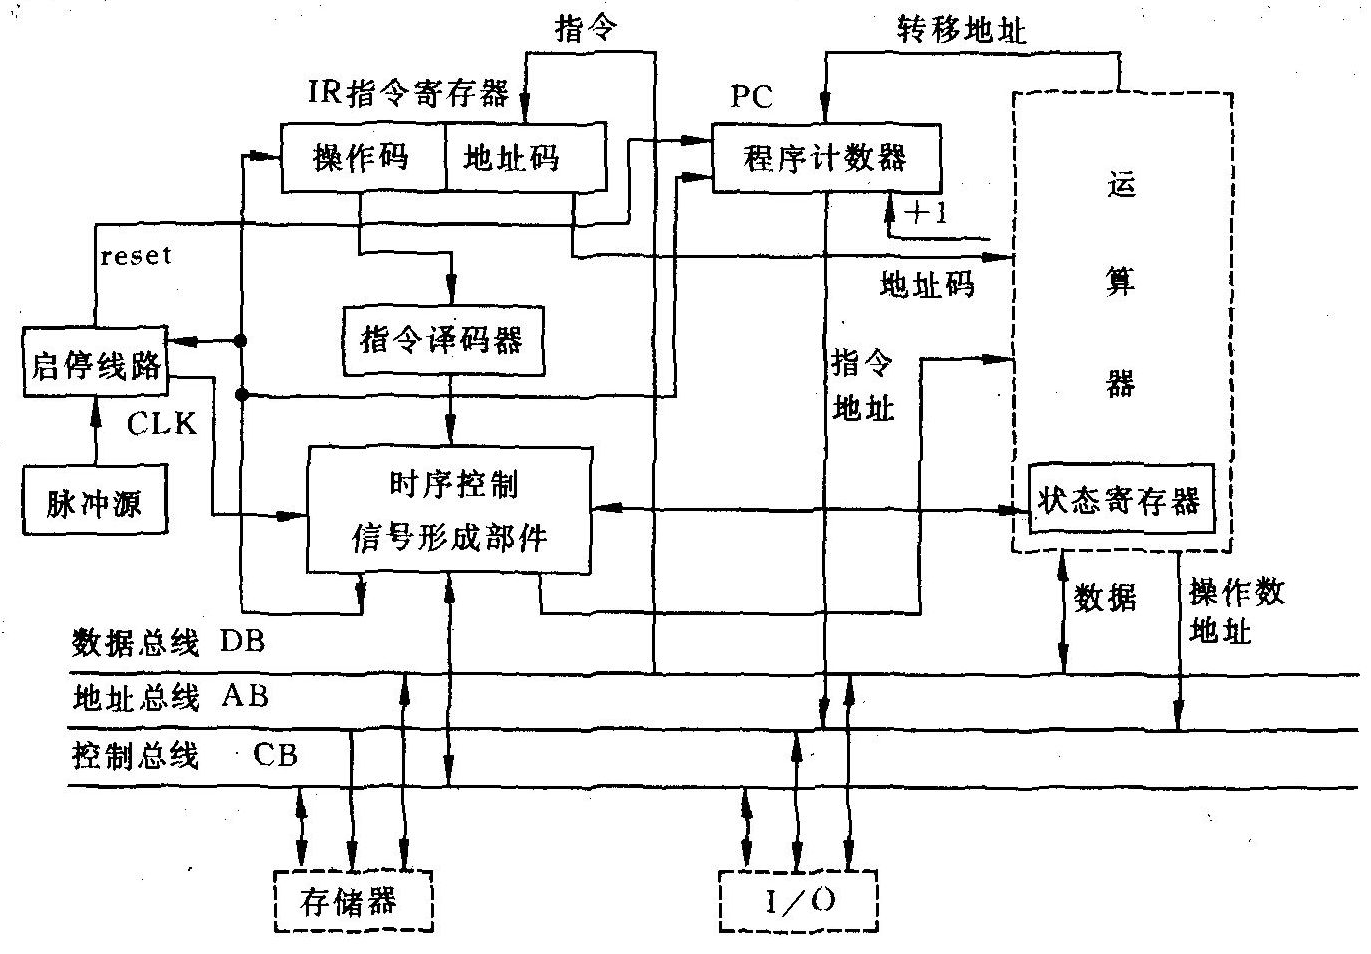 指令
转移地址
IR指令寄存器
PC
操作码
地址码
程序计数器
运
算
器
+1
reset
地址码
指令译码器
启停线路
指令
地址
CLK
时序控制
信号形成部件
脉冲源
状态寄存器
数据
操作数
地址
数据总线 DB
地址总线 AB
控制总线 CB
存储器
I/O